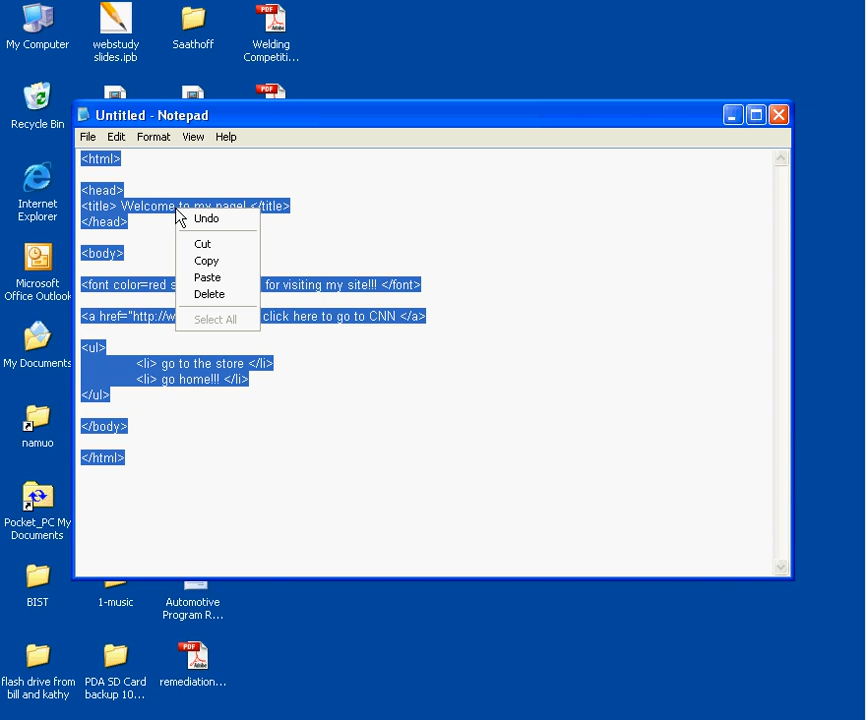 My Computer
webstudy
slides.ipb
Saathoff
Welding
Competiti...
Recycle Bin
Internet
Explorer
Microsoft
Office Outlook
My Documents
namuo
Pocket_PC My
Documents
BIST
1-music
Automotive
Program R...
flash drive from
bill and kathy
PDA SD Card
backup 10...
remediation...
Untitled - Notepad
File Edit Format View Help
<html>
<head>
<title> Welcome to my page! </title>
</head>
<body>
<font color=red s for visiting my site!!! </font>
<a href="http://w click here to go to CNN </a>
<ul>
<li> go to the store </li>
<li> go home!!! </li>
</ul>
</body>
</html>
Undo
Cut
Copy
Paste
Delete
Select All